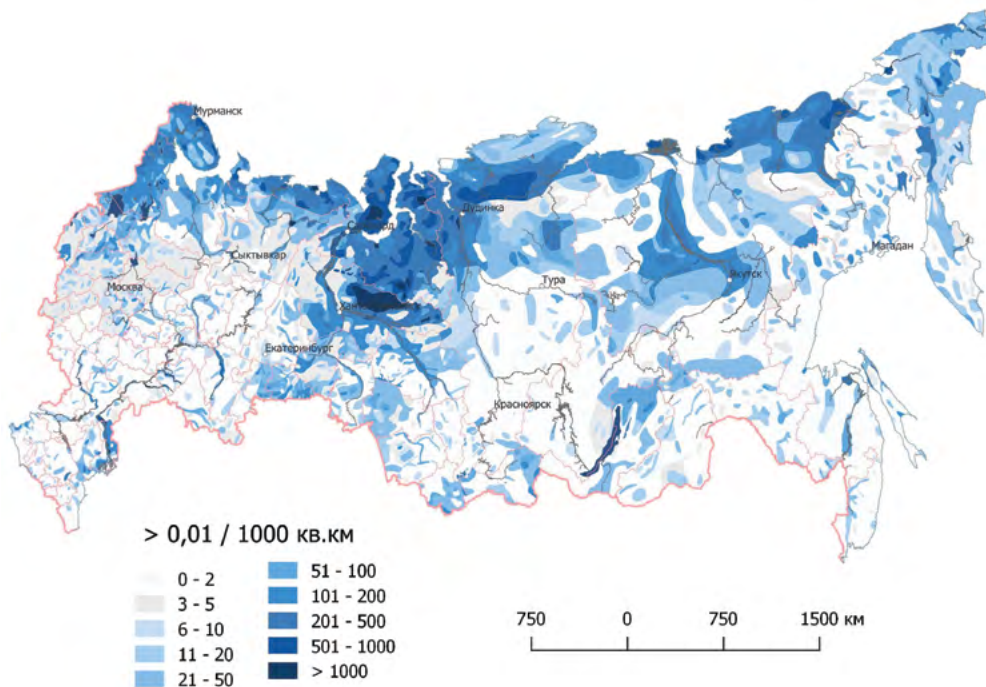 Мурманск
Дудинка
Сыктывкар
Тура
Якутск
Магадан
Москва
Екатеринбург
Красноярск
> 0,01 / 1000 кв.км
0 - 2
3 - 5
6 - 10
11 - 20
21 - 50
51 - 100
101 - 200
201 - 500
501 - 1000
> 1000
750 0 750 1500 км